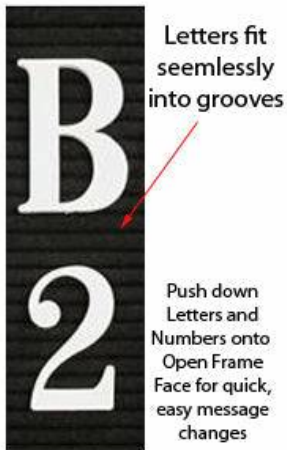 B
2
Letters fit
seemlessly
into grooves
Push down
Letters and
Numbers onto
Open Frame
Face for quick,
easy message
changes